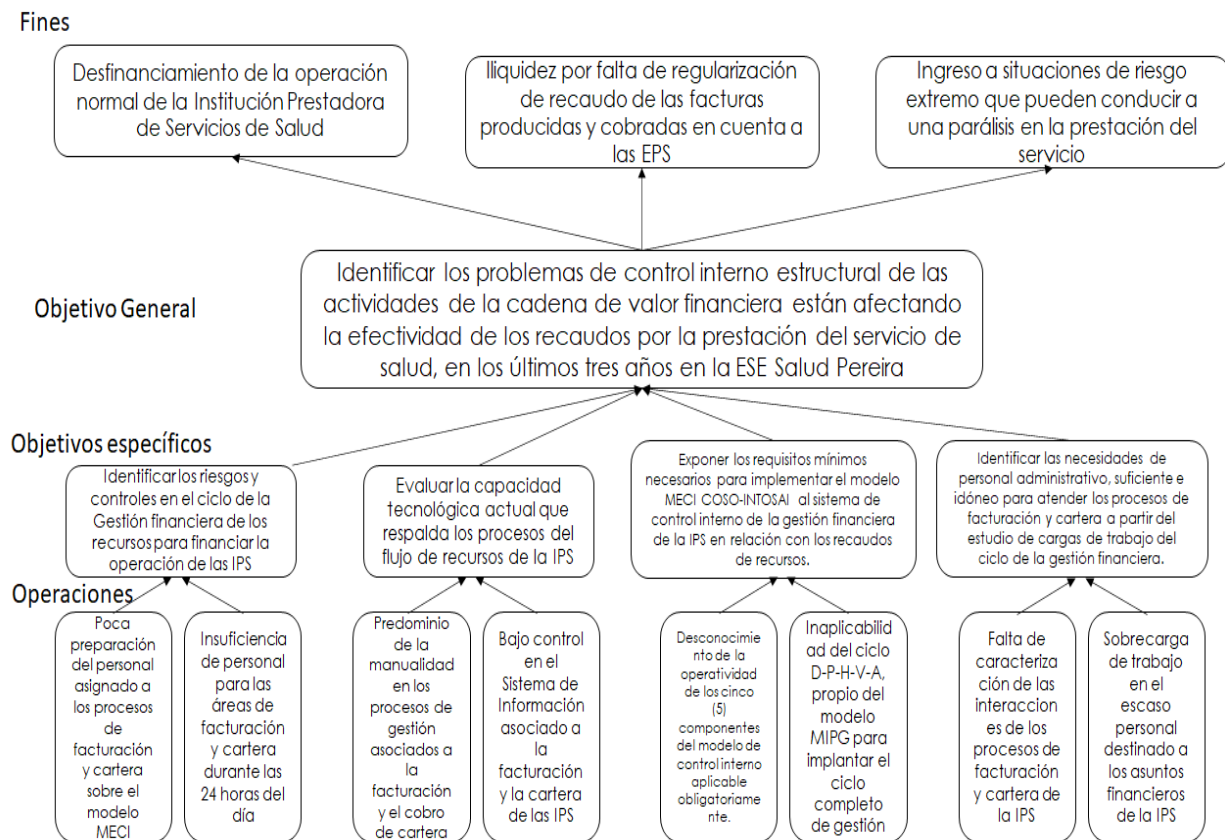 Fines
Desfinanciamiento de la operación
normal de la Institución Prestadora
de Servicios de Salud
Iliquidez por falta de regularización
de recaudo de las facturas
producidas y cobradas en cuenta a
las EPS
Ingreso a situaciones de riesgo
extremo que pueden conducir a
una parálisis en la prestación del
servicio
Objetivo General
Identificar los problemas de control interno estructural de las
actividades de la cadena de valor financiera están afectando
la efectividad de los recaudos por la prestación del servicio de
salud, en los últimos tres años en la ESE Salud Pereira
Objetivos específicos
Identificar los riesgos y
controles en el ciclo de la
Gestión financiera de los
recursos para financiar la
operación de las IPS
Evaluar la capacidad
tecnológica actual que
respalda los procesos del
flujo de recursos de la IPS
Exponer los requisitos mínimos
necesarios para implementar el modelo
MECI COSO-INTOSAI al sistema de
control interno de la gestión financiera
de la IPS en relación con los recaudos
de recursos.
Identificar las necesidades de
personal administrativo, suficiente e
idóneo para atender los procesos de
facturación y cartera a partir del
estudio de cargas de trabajo del
ciclo de la gestión financiera.
Operaciones
Poca
preparación
del personal
asignado a
los procesos
de
facturación
y cartera
sobre el
modelo
MECI
Insuficiencia
de personal
para las
áreas de
facturación
y cartera
durante las
24 horas del
día
Predominio
de la
manualidad
en los
procesos de
gestión
asociados a
la
facturación
y el cobro de
cartera
Bajo control
en el
Sistema de
Información
asociado a
la
facturación
y la cartera
de las IPS
Desconocimie
nto de la
operatividad
de los cinco
(5)
componentes
del modelo de
control interno
aplicable
obligatoriame
nte.
Inaplicabilid
ad del ciclo
D-P-H-V-A,
propio del
modelo
MIPG para
implantar el
ciclo
completo
de gestión
Falta de
caracteriza
ción de las
interaccion
es de los
procesos de
facturación
y cartera de
la IPS
Sobrecarga
de trabajo
en el
escaso
personal
destinado a
los asuntos
financieros
de la IPS